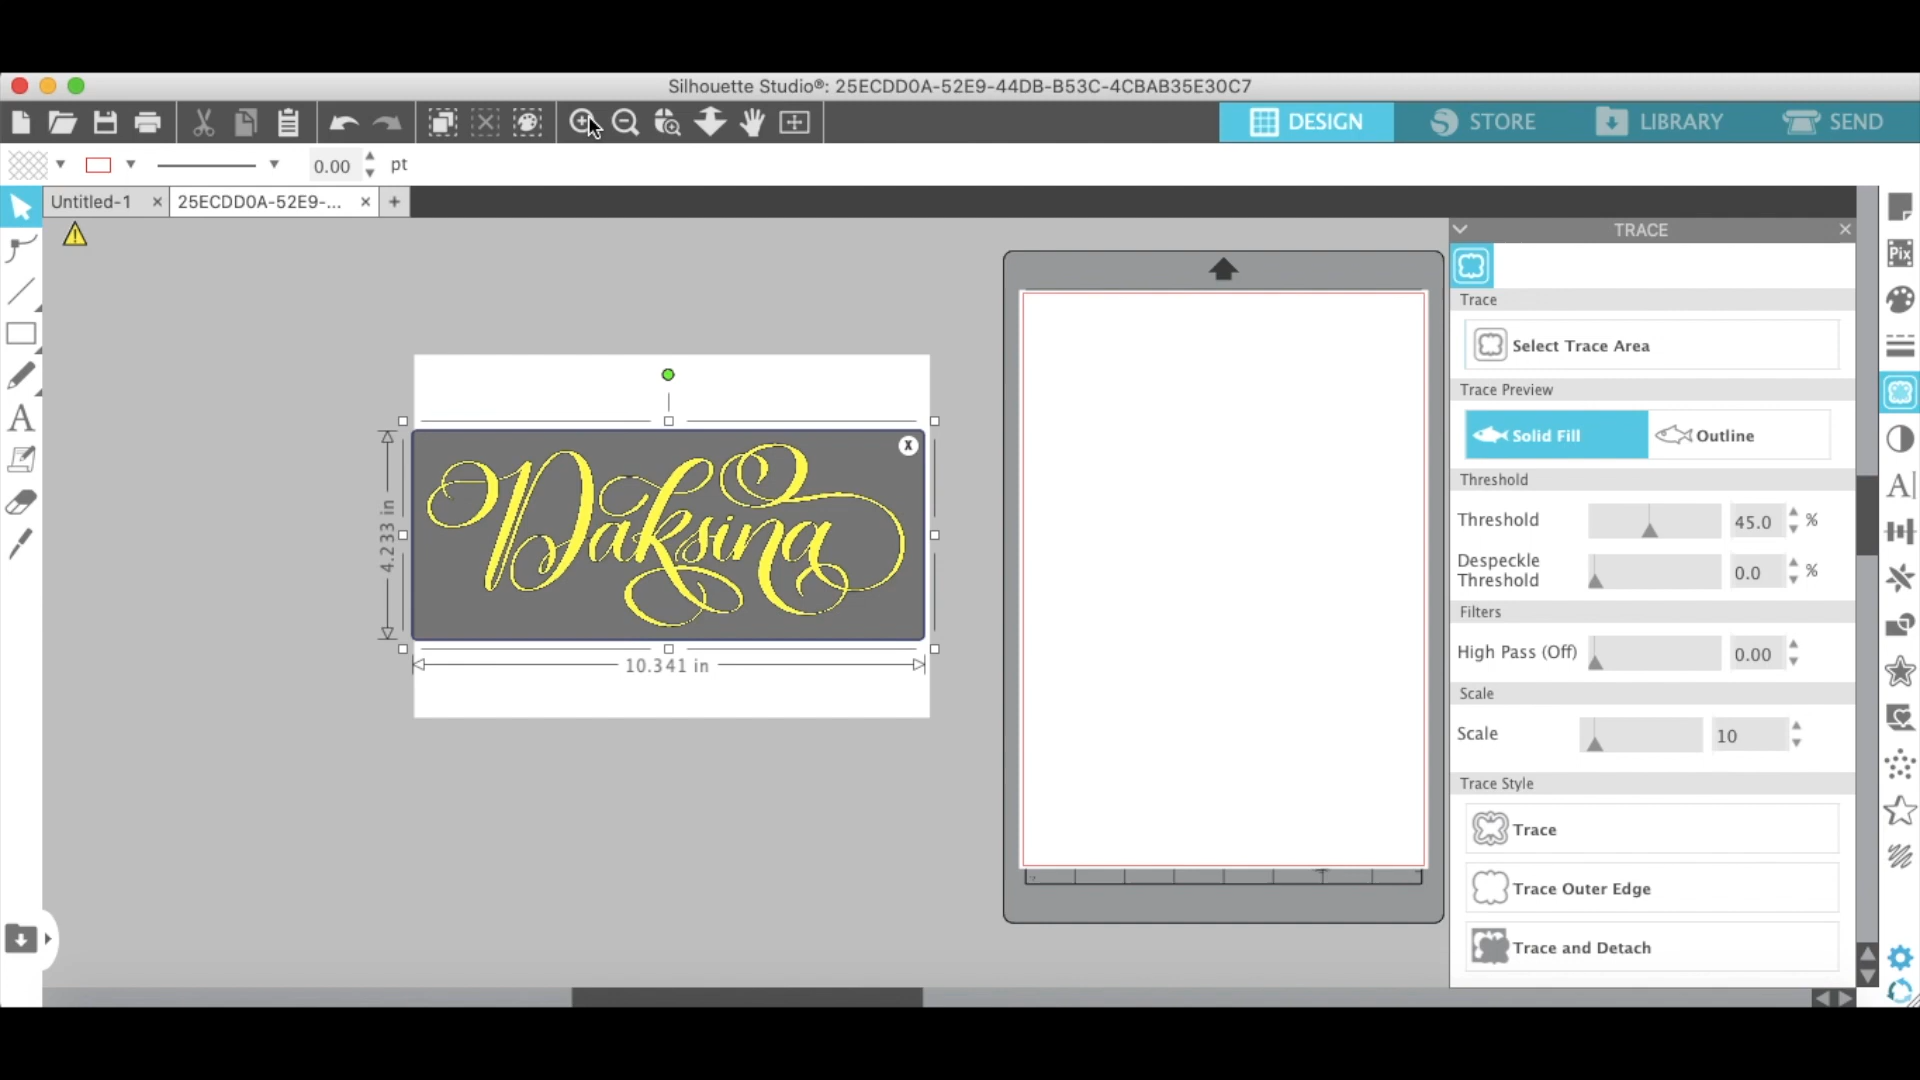 Silhouette Studio®: 25ECDD0A-52E9-44DB-B53C-4CBAB35E30C7
DESIGN
STORE
LIBRARY
SEND
0.00 pt
Untitled-1
25ECDD0A-52E9-...
TRACE
Pix
Trace
Select Trace Area
Trace Preview
Solid Fill
Outline
Threshold
Threshold 45.0 %
Despeckle
Threshold 0.0 %
Filters
High Pass (Off) 0.00
Scale
Scale 10
Trace Style
Trace
Trace Outer Edge
Trace and Detach
Daksina
4.233 in
10.341 in